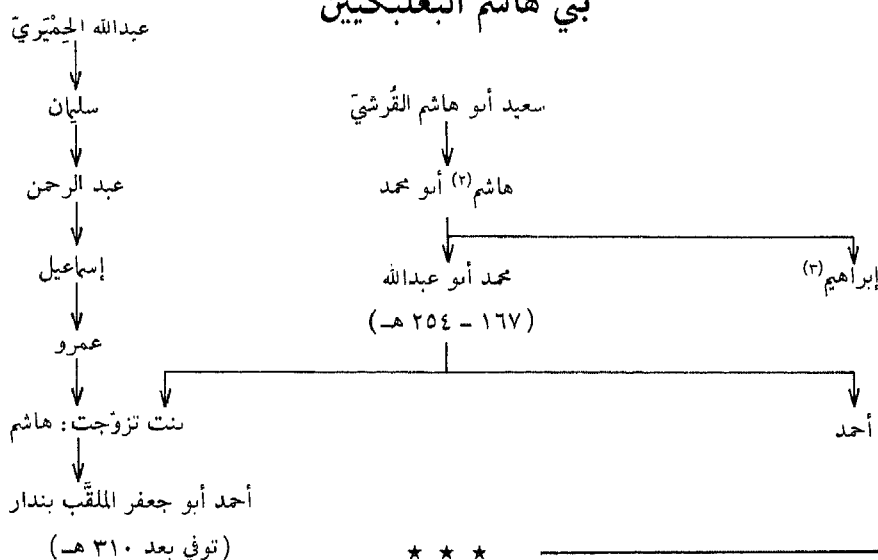 بني هاشم البعلبكيين
عبدالله الحِمْيَريّ
سعيد أبو هاشم القُرشيّ
سليمان
هاشم(٢) أبو محمد
عبد الرحمن
إبراهيم(٣)
محمد أبو عبدالله
إسماعيل
(١٦٧ – ٢٥٤ هـ)
عمرو
أحمد
بنت تزوّجت: هاشم
أحمد أبو جعفر الملقَّب بندار
(توفي بعد ٣١٠ هـ)
★ ★ ★